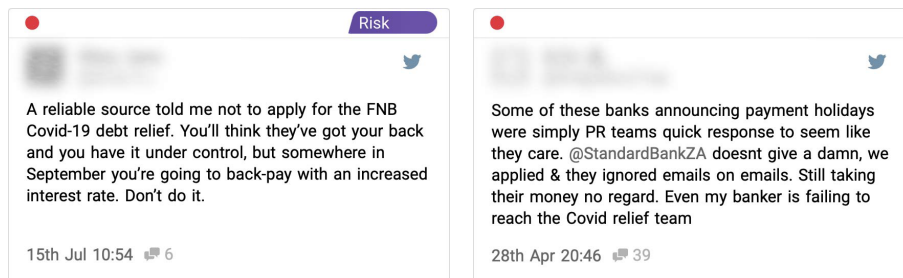 Risk
A reliable source told me not to apply for the FNB
Covid-19 debt relief. You’ll think they’ve got your back
and you have it under control, but somewhere in
September you’re going to back-pay with an increased
interest rate. Don’t do it.
15th Jul 10:54 6
Some of these banks announcing payment holidays
were simply PR teams quick response to seem like
they care. @StandardBankZA doesnt give a damn, we
applied & they ignored emails on emails. Still taking
their money no regard. Even my banker is failing to
reach the Covid relief team
28th Apr 20:46 39